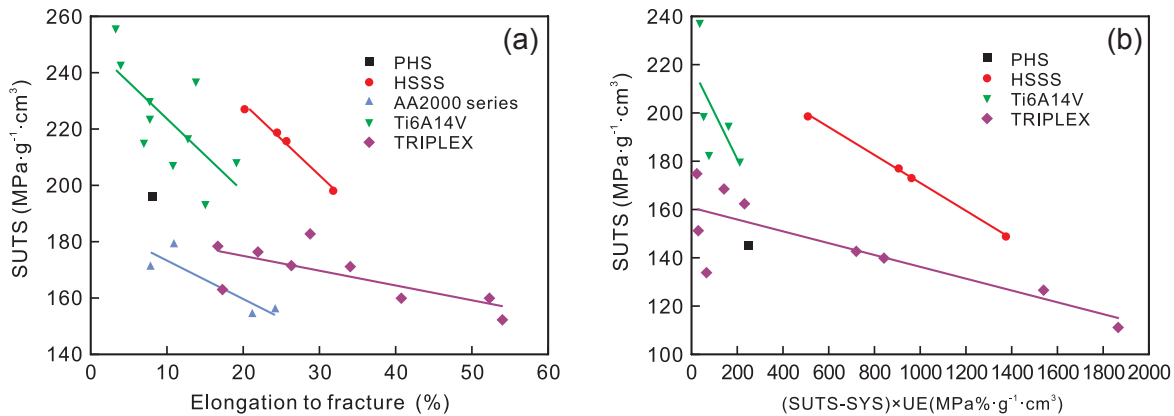 260
240
220
200
180
160
140
0
10
20
30
40
50
60
SUTS (MPa·g⁻¹·cm³)
Elongation to fracture (%)
(a)
PHS
HSSS
AA2000 series
Ti6A14V
TRIPLEX
240
220
200
180
160
140
120
100
0
200
400
600
800
1000
1200
1400
1600
1800
2000
SUTS (MPa·g⁻¹·cm³)
(SUTS-SYS)×UE(MPa%·g⁻¹·cm³)
(b)
PHS
HSSS
Ti6A14V
TRIPLEX